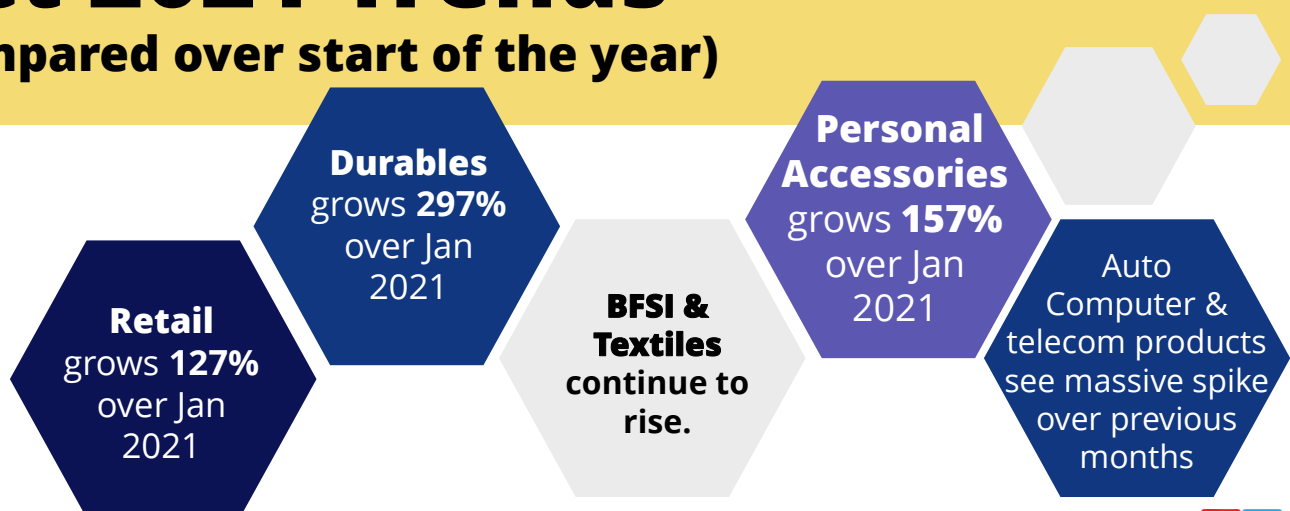 2021 Trends
over start of the year)
Retail
grows 127%
over Jan
2021
Durables
grows 297%
over Jan
2021
BFSI &
Textiles
continue to
rise.
Personal
Accessories
grows 157%
over Jan
2021
Auto
Computer &
telecom products
see massive spike
over previous
months